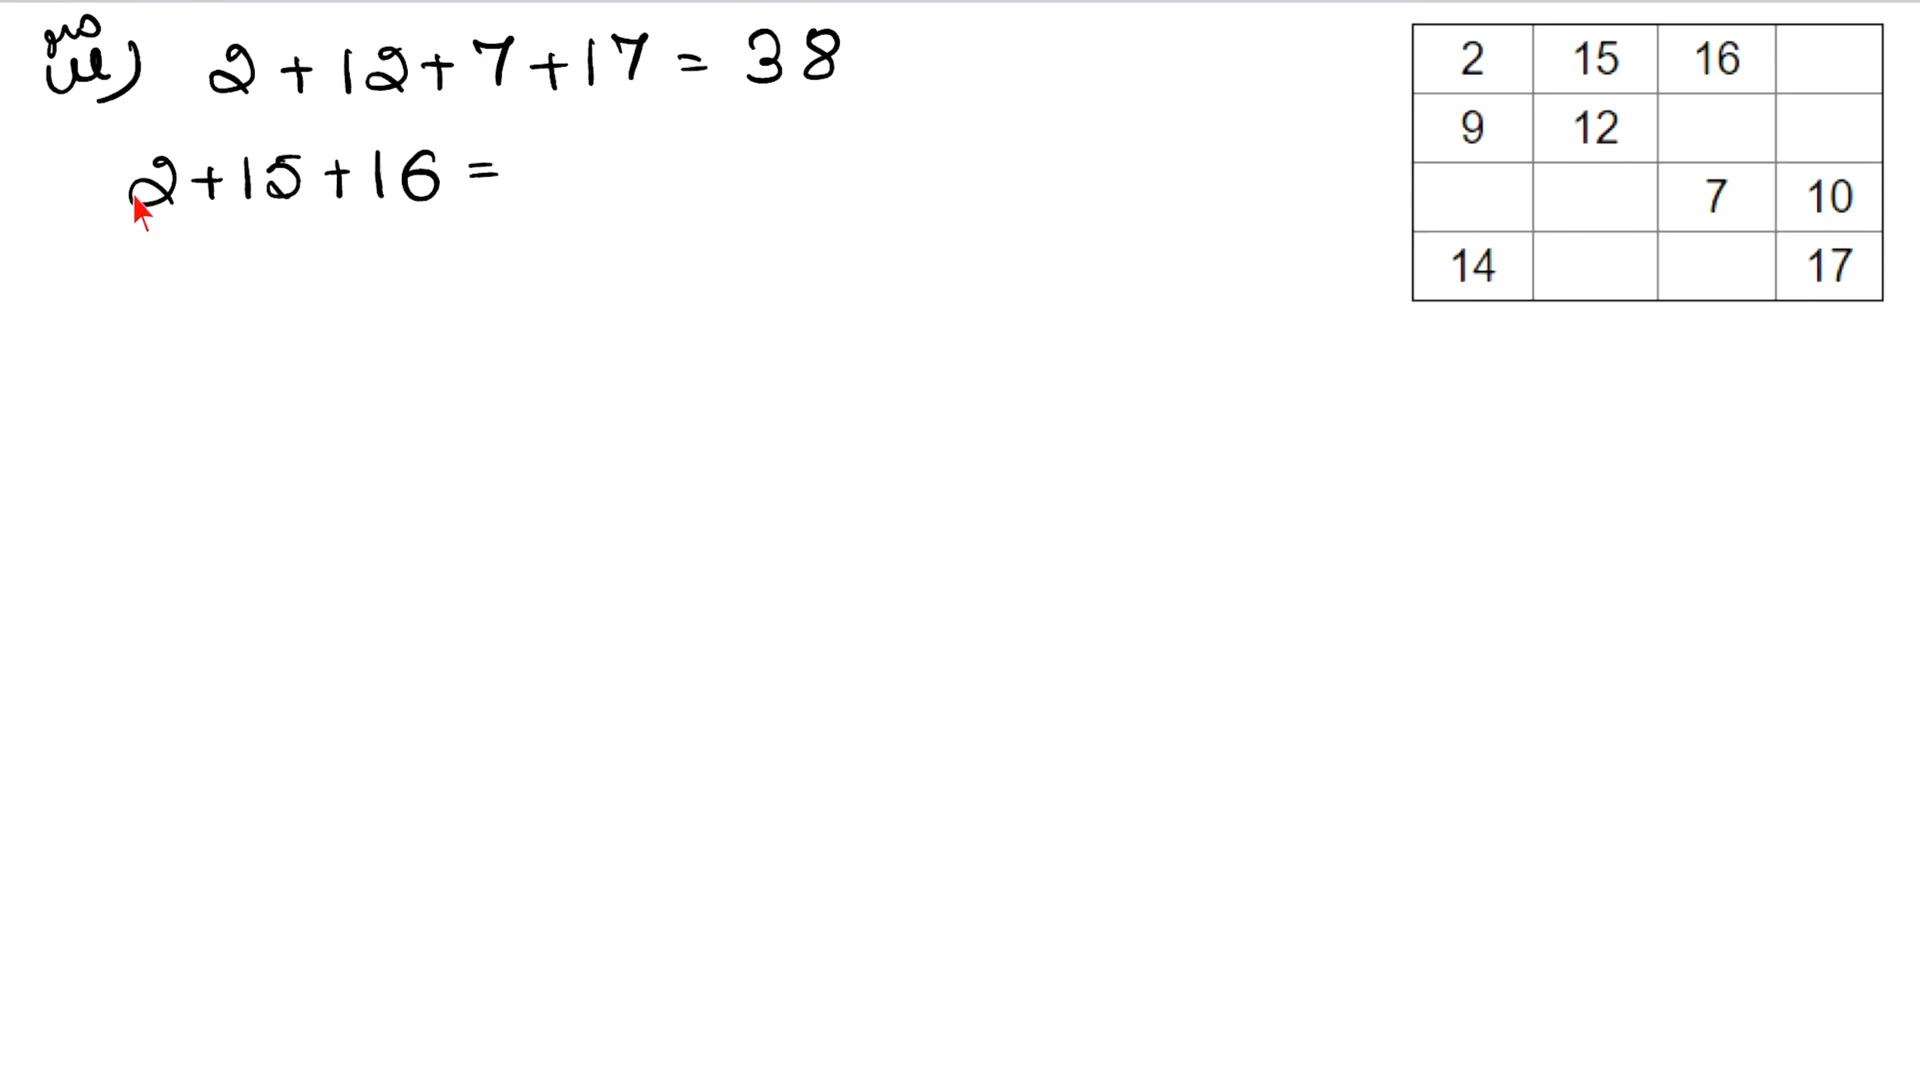 2 + 12 + 7 + 17 = 38
2 + 15 + 16 =
2 15 16
9 12
7 10
14 17